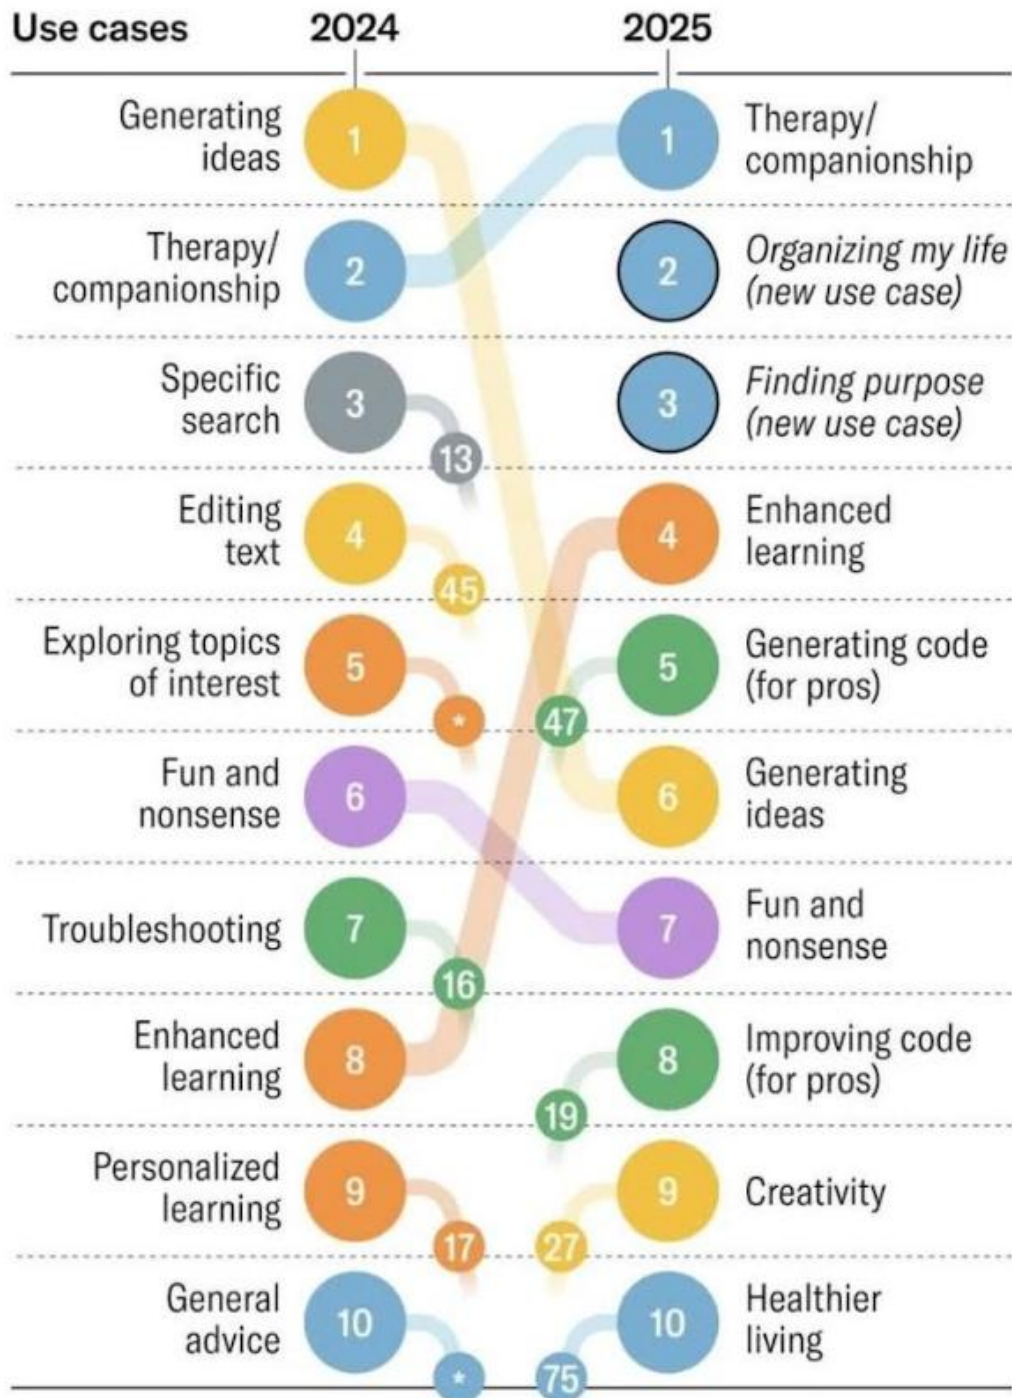 Use cases 2024 2025
Generating
ideas
1
1
Therapy/
companionship
Therapy/
companionship
2
2
Organizing my life
(new use case)
Specific
search
3
13
3
Finding purpose
(new use case)
Editing
text
4
45
4
Enhanced
learning
Exploring topics
of interest
5
*
47
5
Generating code
(for pros)
Fun and
nonsense
6
6
Generating
ideas
Troubleshooting
7
16
7
Fun and
nonsense
Enhanced
learning
8
19
8
Improving code
(for pros)
Personalized
learning
9
17
27
9
Creativity
General
advice
10
*
75
10
Healthier
living